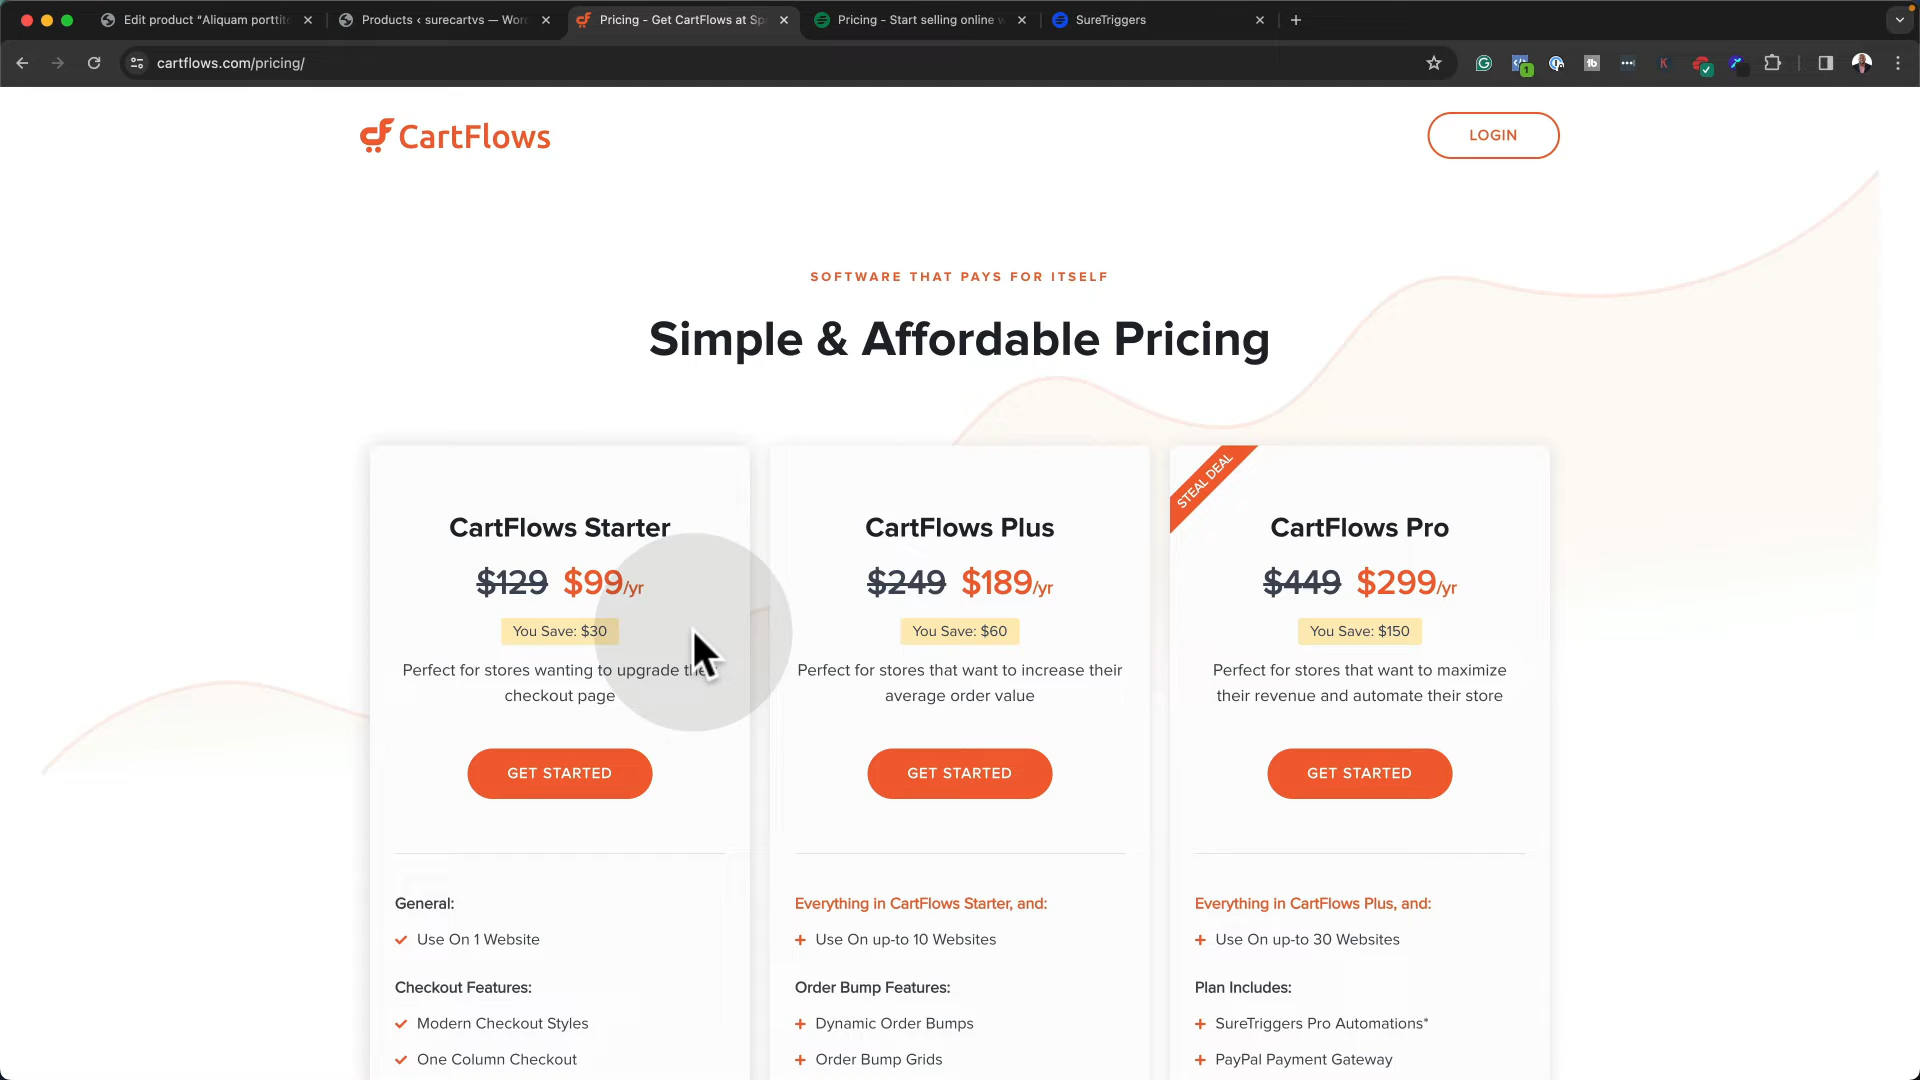 Edit product “Aliquam porttit
Products ‹ surecartvs — Wor
Pricing - Get CartFlows at Sp
Pricing - Start selling online w
SureTriggers
cartflows.com/pricing/
CartFlows
LOGIN
SOFTWARE THAT PAYS FOR ITSELF
Simple & Affordable Pricing
CartFlows Starter
$129 $99/yr
You Save: $30
Perfect for stores wanting to upgrade
checkout page
GET STARTED
General:
Use On 1 Website
Checkout Features:
Modern Checkout Styles
One Column Checkout
CartFlows Plus
$249 $189/yr
You Save: $60
Perfect for stores that want to increase their
average order value
GET STARTED
Everything in CartFlows Starter, and:
+ Use On up-to 10 Websites
Order Bump Features:
+ Dynamic Order Bumps
+ Order Bump Grids
STEAL DEAL
CartFlows Pro
$449 $299/yr
You Save: $150
Perfect for stores that want to maximize
their revenue and automate their store
GET STARTED
Everything in CartFlows Plus, and:
+ Use On up-to 30 Websites
Plan Includes:
+ SureTriggers Pro Automations*
+ PayPal Payment Gateway